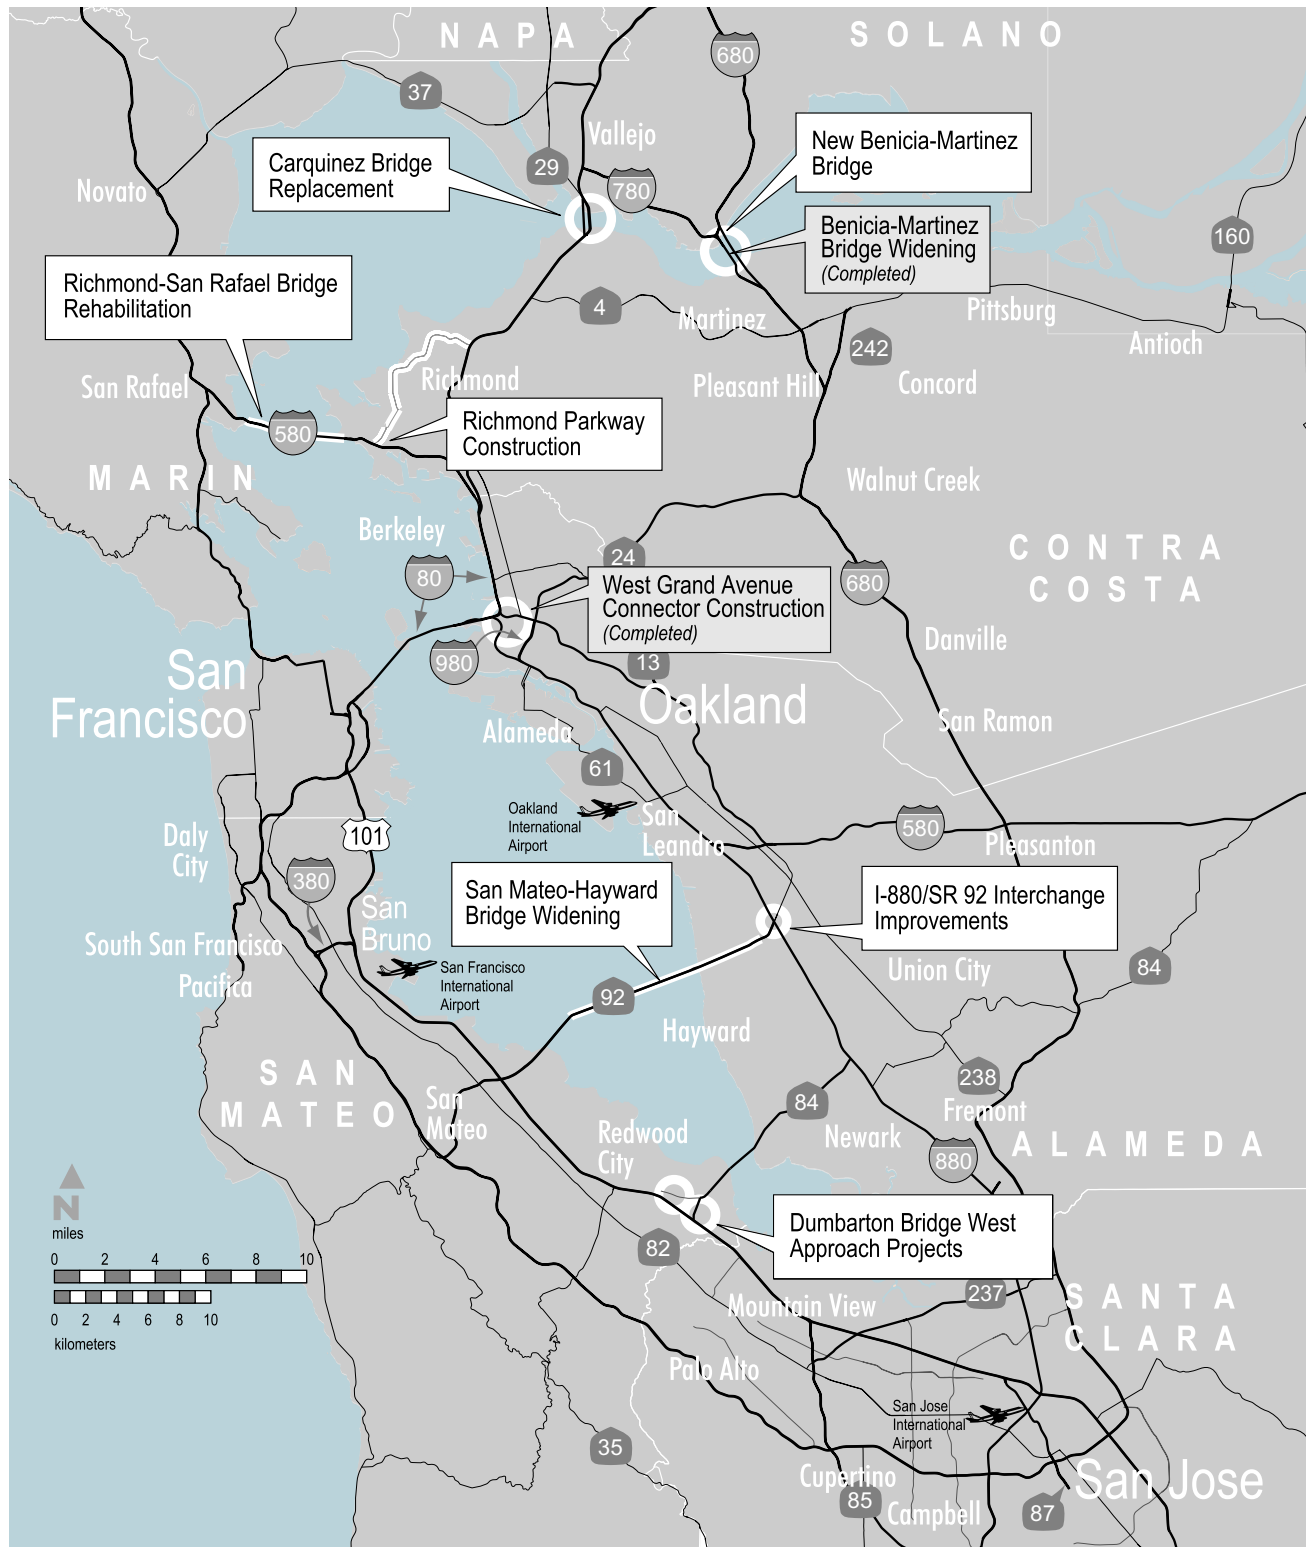 NAPA
SOLANO
680
37
Vallejo
29
780
Novato
Carquinez Bridge
Replacement
New Benicia-Martinez
Bridge
Benicia-Martinez
Bridge Widening
(Completed)
160
Richmond-San Rafael Bridge
Rehabilitation
4
Martinez
Pittsburg
Antioch
242
San Rafael
Richmond
Pleasant Hill
Concord
580
Richmond Parkway
Construction
MARIN
Walnut Creek
Berkeley
80
24
680
CONTRA
COSTA
West Grand Avenue
Connector Construction
(Completed)
980
13
Danville
San
Francisco
Oakland
San Ramon
Alameda
61
Oakland
International
Airport
San
Leandro
580
Pleasanton
Daly
City
101
380
San Mateo-Hayward
Bridge Widening
I-880/SR 92 Interchange
Improvements
San
Bruno
South San Francisco
Pacifica
San Francisco
International
Airport
Union City
84
92
Hayward
SAN
MATEO
San
Mateo
238
84
Fremont
Redwood
City
Newark
ALAMEDA
880
N
miles
0 2 4 6 8 10
0 2 4 6 8 10
kilometers
Dumbarton Bridge West
Approach Projects
82
237
Mountain View
SANTA
CLARA
Palo Alto
San Jose
International
Airport
35
Cupertino
85
Campbell
San Jose
87